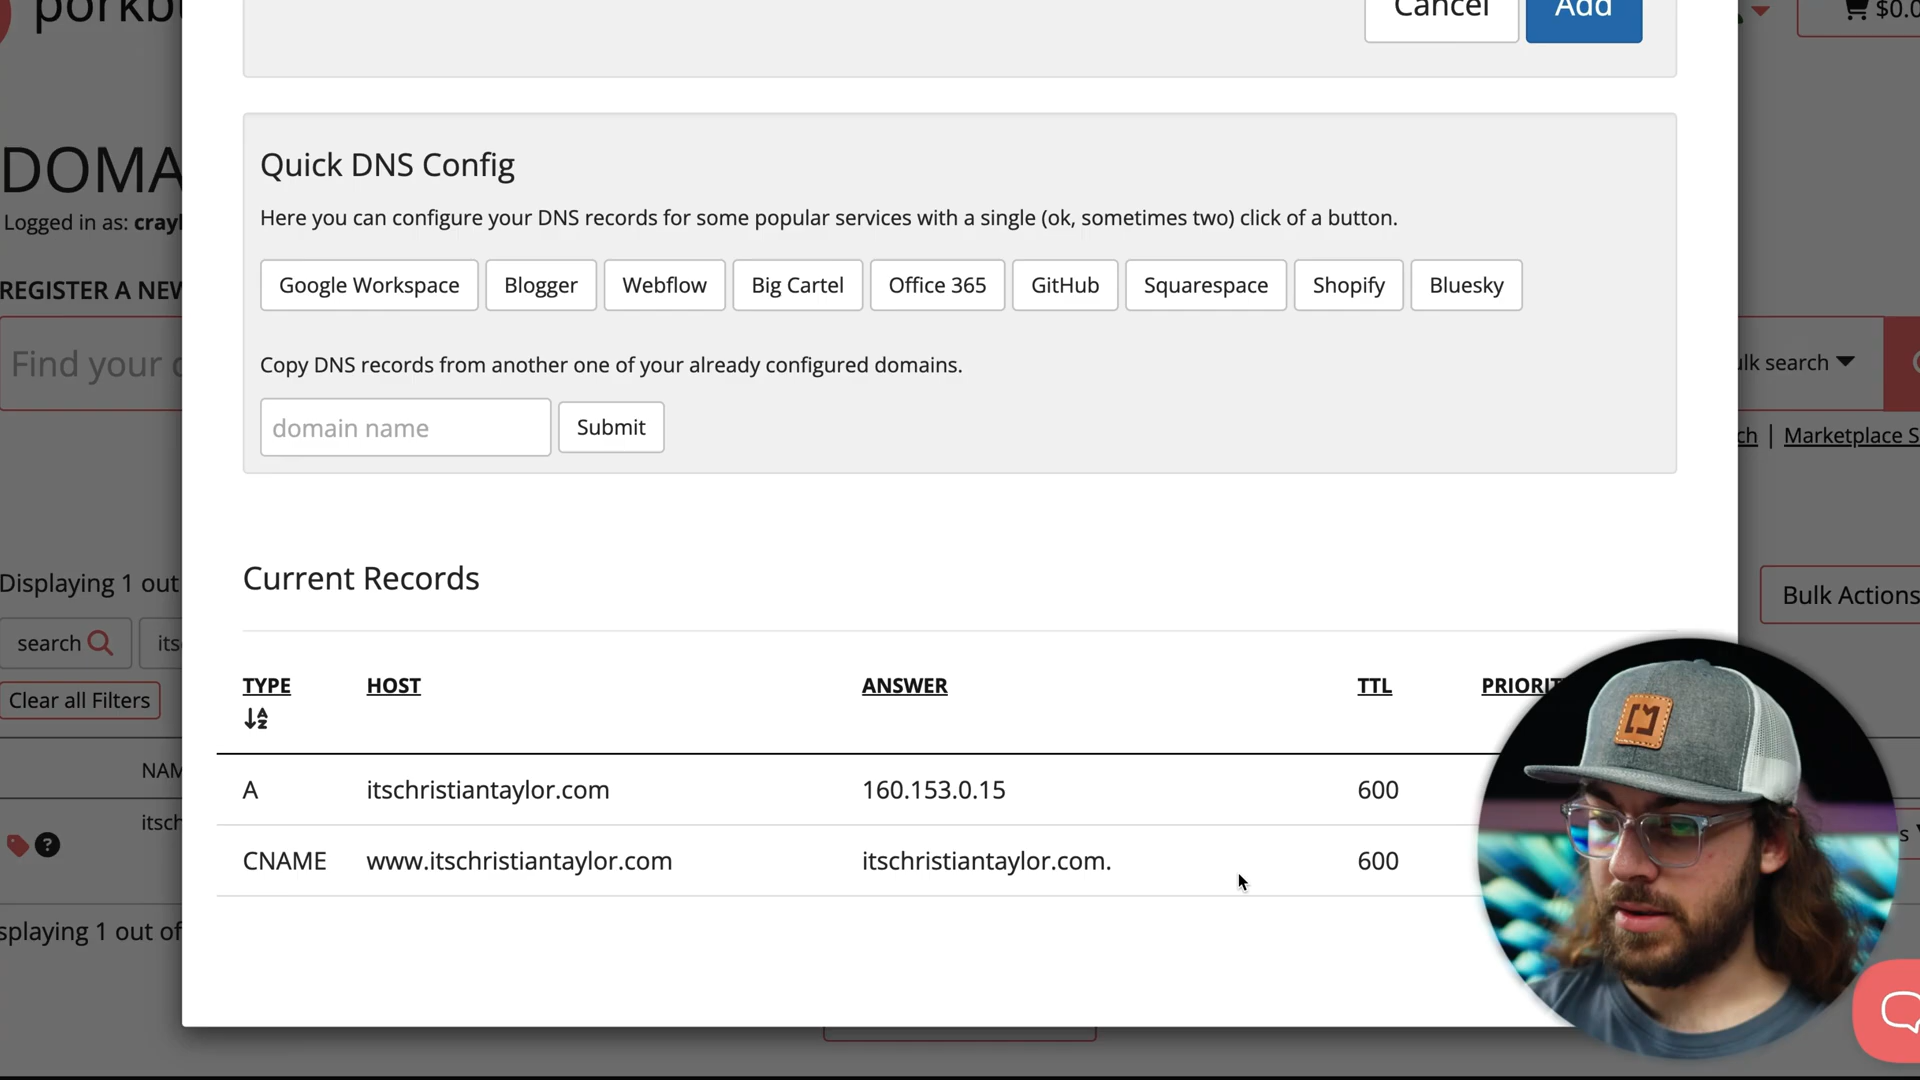 Cancel Add
$0.0
DOMA
Logged in as:
Quick DNS Config
Here you can configure your DNS records for some popular services with a single (ok, sometimes two) click of a button.
REGISTER A NEW
Google Workspace Blogger Webflow Big Cartel Office 365 GitHub Squarespace Shopify Bluesky
Find your
Copy DNS records from another one of your already configured domains.
domain name Submit
search
Marketplace S
Current Records
Displaying 1 out
Bulk Actions
search its
Clear all Filters
TYPE HOST ANSWER TTL PRIORIT
NAM
A itschristiantaylor.com 160.153.0.15 600
itsch
?
CNAME www.itschristiantaylor.com itschristiantaylor.com. 600
splaying 1 out of